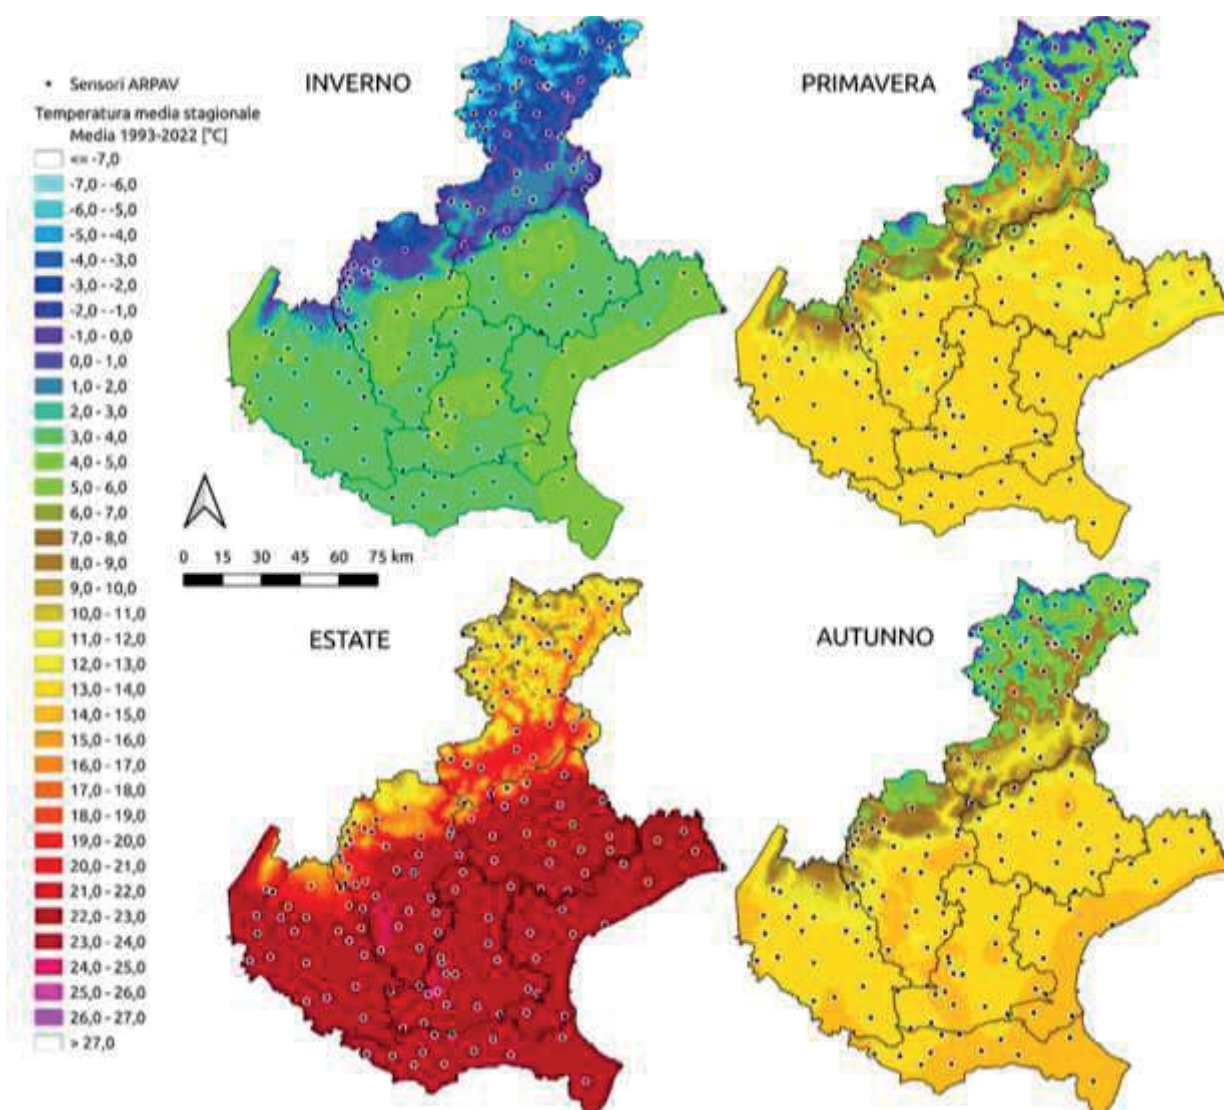 INVERNO
PRIMAVERA
Sensori ARPAV
Temperatura media stagionale
Media 1993-2022 [°C]
<= -7,0
-7,0 - -6,0
-6,0 - -5,0
-5,0 - -4,0
-4,0 - -3,0
-3,0 - -2,0
-2,0 - -1,0
-1,0 - 0,0
0,0 - 1,0
1,0 - 2,0
2,0 - 3,0
3,0 - 4,0
4,0 - 5,0
5,0 - 6,0
6,0 - 7,0
7,0 - 8,0
8,0 - 9,0
9,0 - 10,0
10,0 - 11,0
11,0 - 12,0
12,0 - 13,0
13,0 - 14,0
14,0 - 15,0
15,0 - 16,0
16,0 - 17,0
17,0 - 18,0
18,0 - 19,0
19,0 - 20,0
20,0 - 21,0
21,0 - 22,0
22,0 - 23,0
23,0 - 24,0
24,0 - 25,0
25,0 - 26,0
26,0 - 27,0
> 27,0
0 15 30 45 60 75 km
ESTATE
AUTUNNO